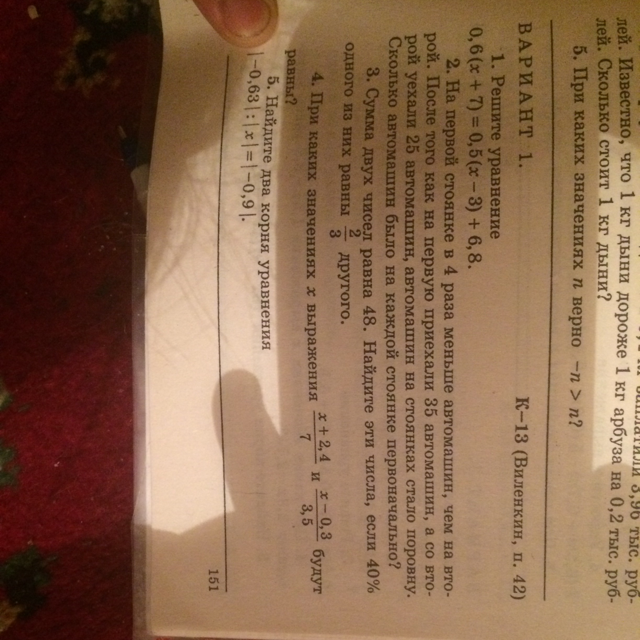 лей. Известно, что 1 кг дыни дороже 1 кг арбуза на 0,2 тыс. руб-
лей. Сколько стоит 1 кг дыни?
5. При каких значениях n верно –n > n?
ВАРИАНТ 1.
К–13 (Виленкин, п. 42)
1. Решите уравнение
0,6(x + 7) = 0,5(x – 3) + 6,8.
2. На первой стоянке в 4 раза меньше автомашин, чем на вто-
рой. После того как на первую приехали 35 автомашин, а со вто-
рой уехали 25 автомашин, автомашин на стоянках стало поровну.
Сколько автомашин было на каждой стоянке первоначально?
3. Сумма двух чисел равна 48. Найдите эти числа, если 40%
одного из них равны 2/3 другого.
4. При каких значениях x выражения (x + 2,4)/7 и (x – 0,3)/3,5 будут
равны?
5. Найдите два корня уравнения
|–0,63| : |x| = |–0,9|.
151